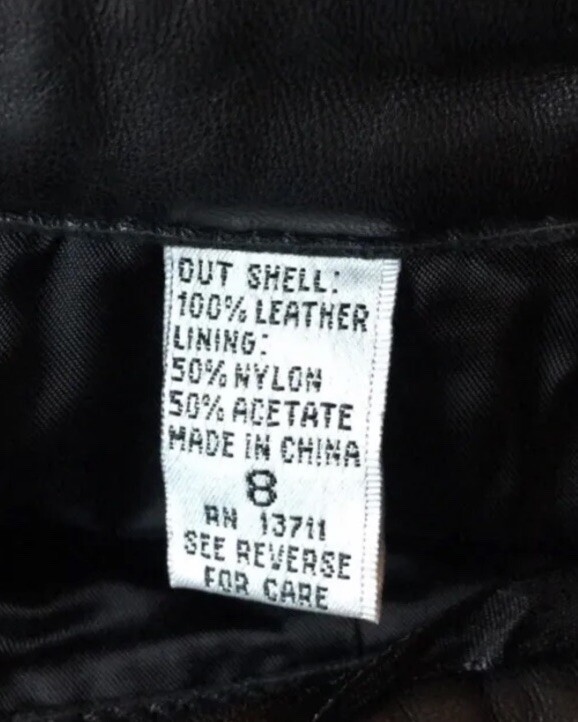 OUT SHELL:
100% LEATHER
LINING:
50% NYLON
50% ACETATE
MADE IN CHINA
8
RN 13711
SEE REVERSE
FOR CARE